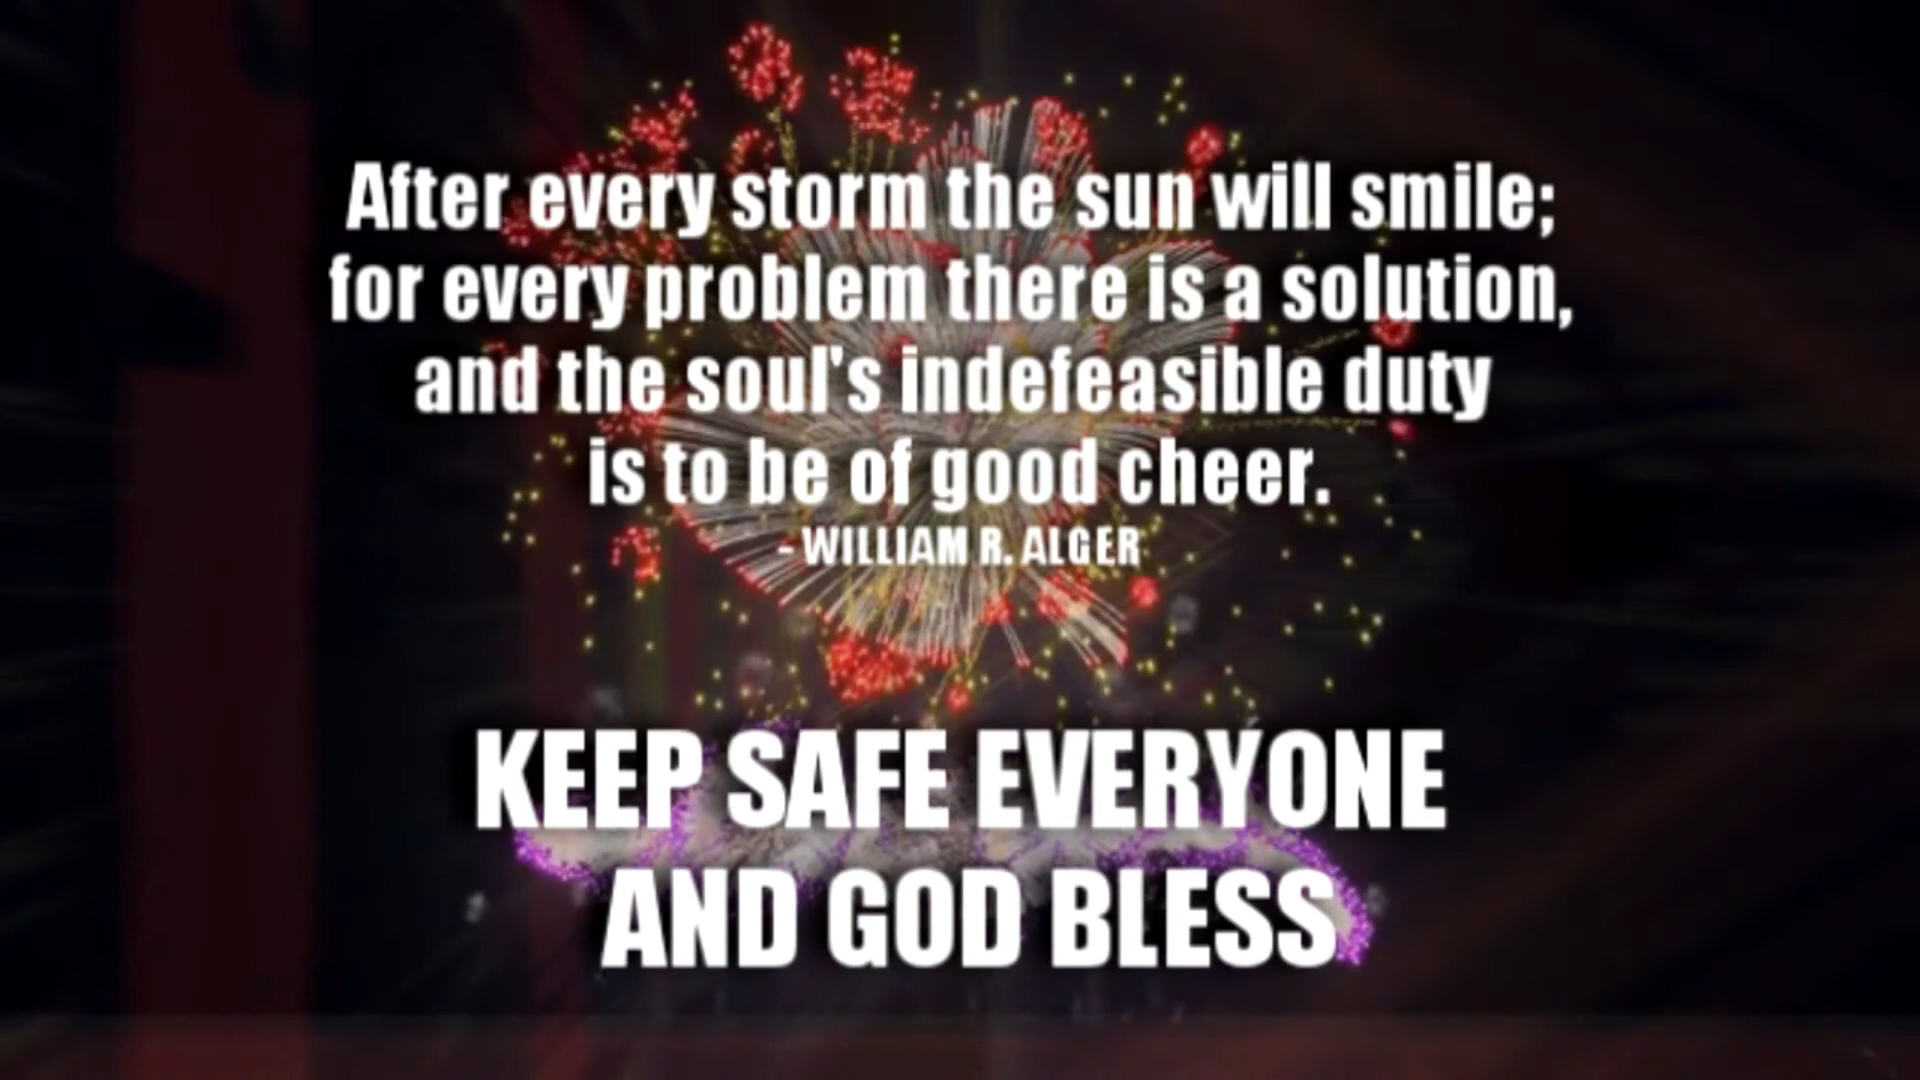 After every storm the sun will smile;
for every problem there is a solution,
and the soul's indefeasible duty
is to be of good cheer.
- WILLIAM R. ALGER
KEEP SAFE EVERYONE
AND GOD BLESS